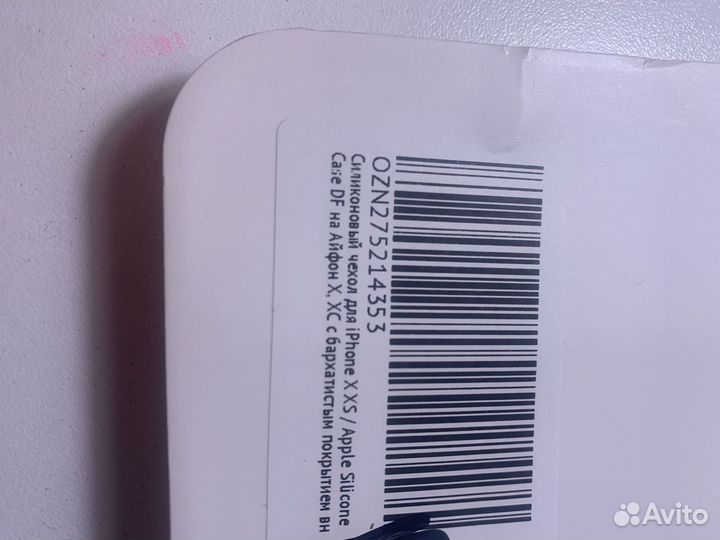 OZN275214353
Силиконовый чехол для iPhone X XS / Apple Silicone
Case DF на Айфон X, XC с бархатистым покрытием вн
Avito